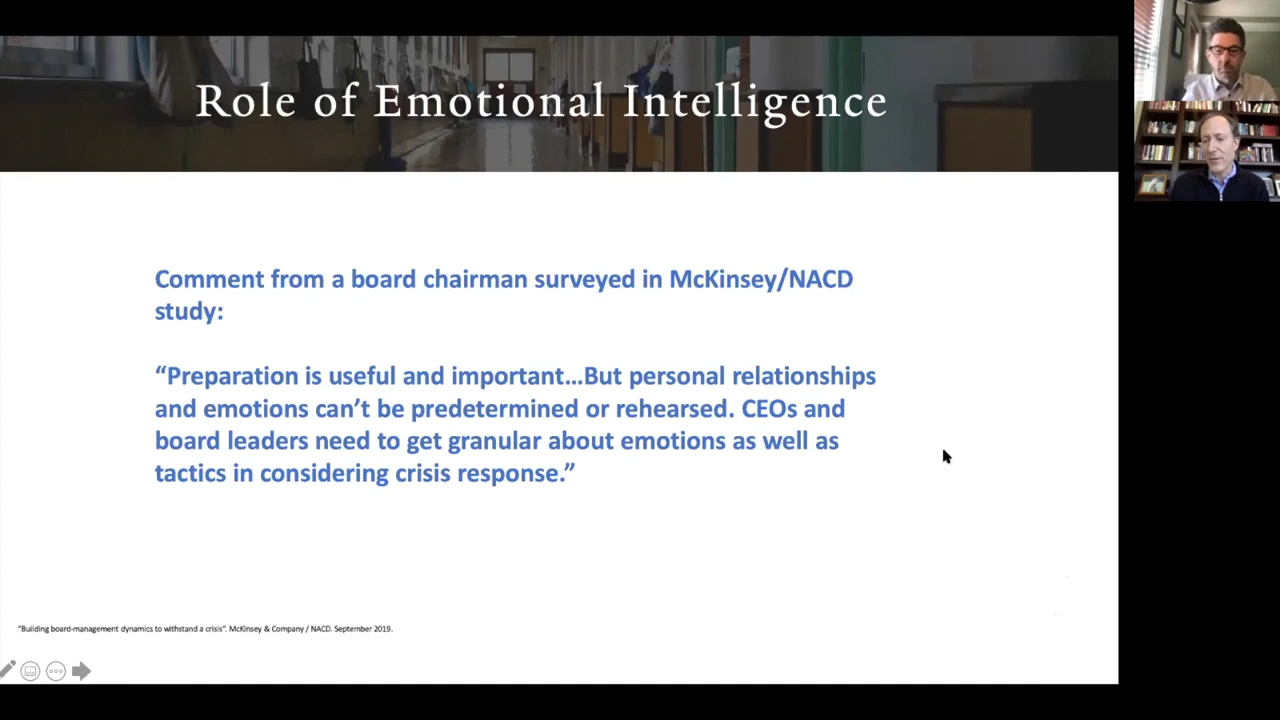 Role of Emotional Intelligence
Comment from a board chairman surveyed in McKinsey/NACD
study:
“Preparation is useful and important…But personal relationships
and emotions can’t be predetermined or rehearsed. CEOs and
board leaders need to get granular about emotions as well as
tactics in considering crisis response.”
“Building board-management dynamics to withstand a crisis”. McKinsey & Company / NACD. September 2019.